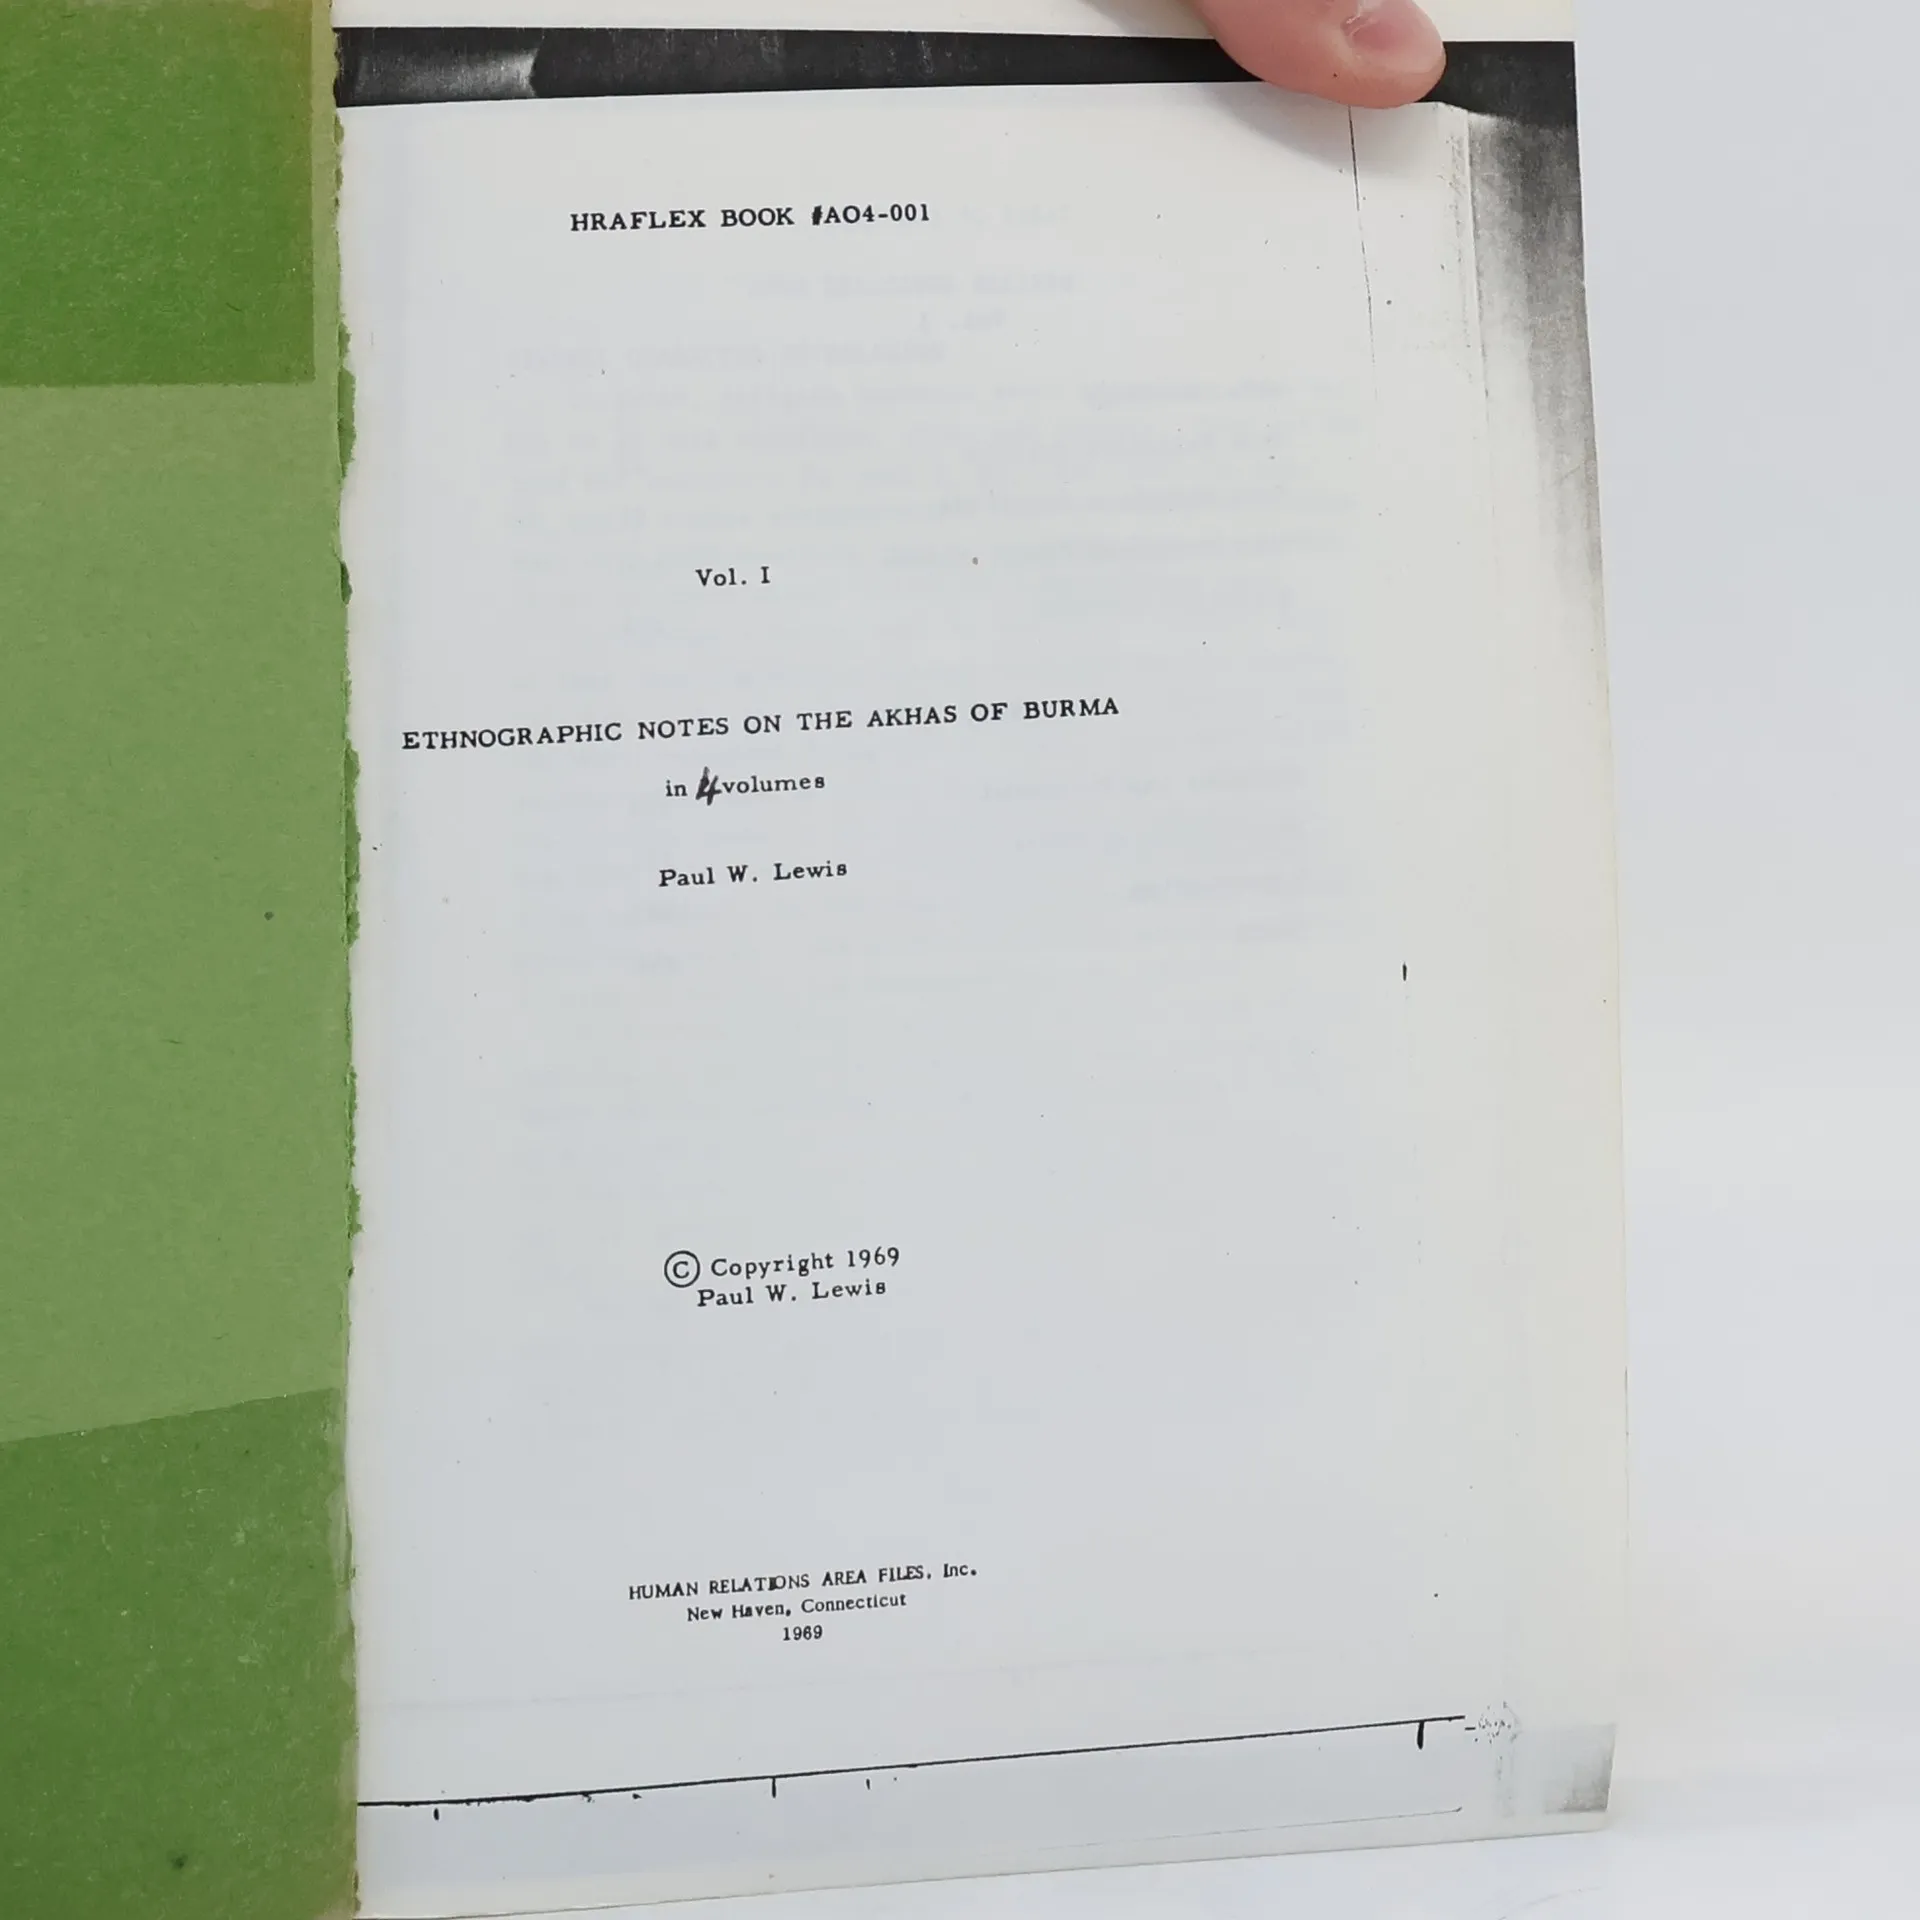 HRAFLEX BOOK #AO4-001
Vol. I
ETHNOGRAPHIC NOTES ON THE AKHAS OF BURMA
in 4 volumes
Paul W. Lewis
© Copyright 1969
Paul W. Lewis
HUMAN RELATIONS AREA FILES, Inc.
New Haven, Connecticut
1969